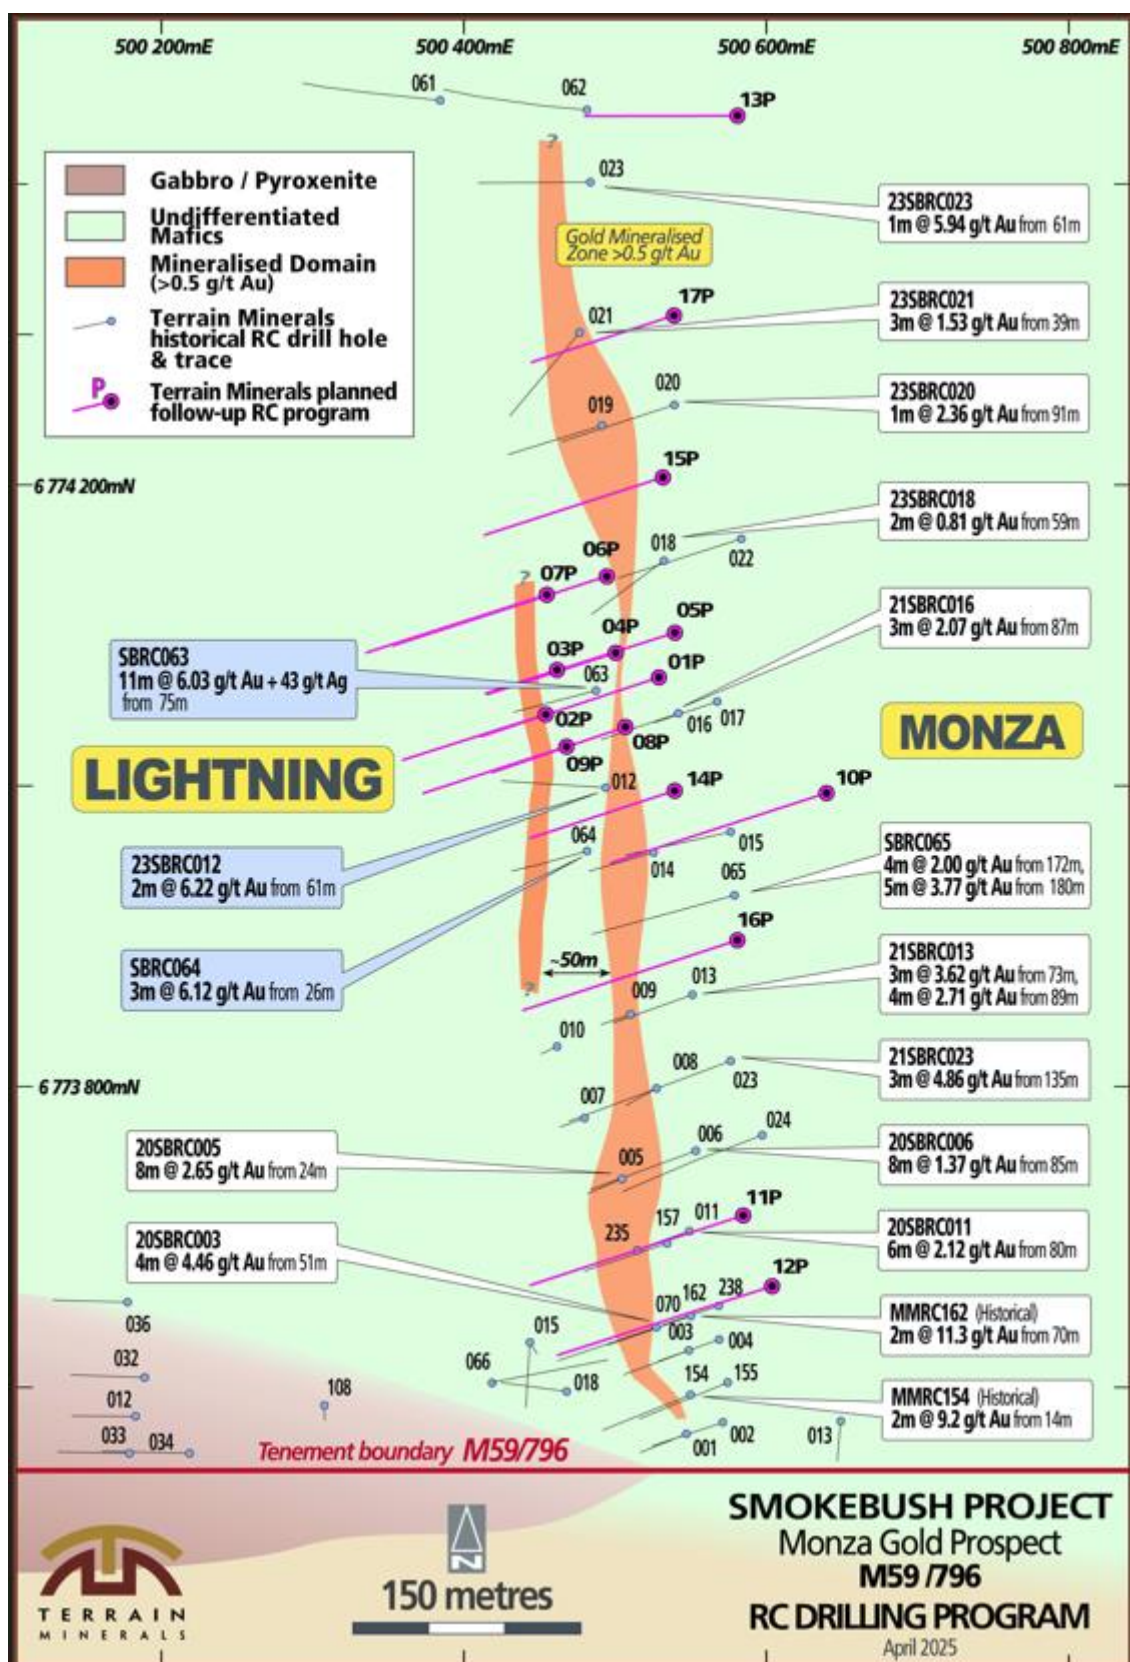 500 200mE
500 400mE
500 600mE
500 800mE
061
062
13P
?
023
Gabbro / Pyroxenite
Undifferentiated
Mafics
Mineralised Domain
(>0.5 g/t Au)
Terrain Minerals
historical RC drill hole
& trace
P
Terrain Minerals planned
follow-up RC program
23SBRC023
1m @ 5.94 g/t Au from 61m
Gold Mineralised
Zone >0.5 g/t Au
17P
021
23SBRC021
3m @ 1.53 g/t Au from 39m
020
019
23SBRC020
1m @ 2.36 g/t Au from 91m
15P
6 774 200mN
23SBRC018
2m @ 0.81 g/t Au from 59m
018
022
06P
07P
?
05P
04P
03P
01P
063
21SBRC016
3m @ 2.07 g/t Au from 87m
SBRC063
11m @ 6.03 g/t Au + 43 g/t Ag
from 75m
02P
016
017
08P
09P
MONZA
LIGHTNING
012
14P
10P
064
014
015
065
23SBRC012
2m @ 6.22 g/t Au from 61m
SBRC065
4m @ 2.00 g/t Au from 172m,
5m @ 3.77 g/t Au from 180m
16P
SBRC064
3m @ 6.12 g/t Au from 26m
~50m
?
009
013
21SBRC013
3m @ 3.62 g/t Au from 73m,
4m @ 2.71 g/t Au from 89m
010
008
023
007
21SBRC023
3m @ 4.86 g/t Au from 135m
6 773 800mN
024
006
005
20SBRC005
8m @ 2.65 g/t Au from 24m
20SBRC006
8m @ 1.37 g/t Au from 85m
11P
011
157
235
20SBRC011
6m @ 2.12 g/t Au from 80m
20SBRC003
4m @ 4.46 g/t Au from 51m
12P
238
162
070
003
004
MMRC162 (Historical)
2m @ 11.3 g/t Au from 70m
036
015
032
066
018
154
155
012
108
MMRC154 (Historical)
2m @ 9.2 g/t Au from 14m
033
034
001
002
013
Tenement boundary M59/796
SMOKEBUSH PROJECT
Monza Gold Prospect
M59 /796
RC DRILLING PROGRAM
April 2025
N
150 metres
TERRAIN
MINERALS